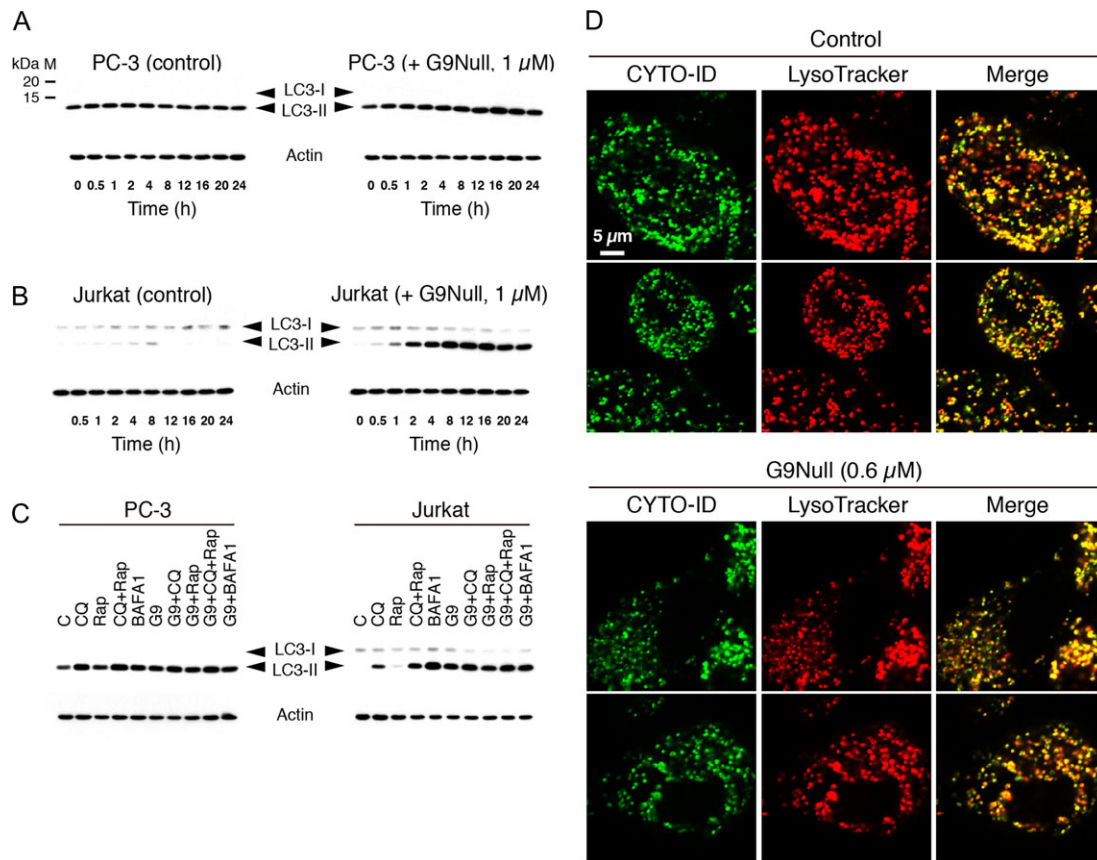 A
PC-3 (control)
PC-3 (+ G9Null, 1 µM)
kDa M
20
15
LC3-I
LC3-II
Actin
0 0.5 1 2 4 8 12 16 20 24
0 0.5 1 2 4 8 12 16 20 24
Time (h)
Time (h)
B
Jurkat (control)
Jurkat (+ G9Null, 1 µM)
LC3-I
LC3-II
Actin
0.5 1 2 4 8 12 16 20 24
0 0.5 1 2 4 8 12 16 20 24
Time (h)
Time (h)
C
PC-3
Jurkat
C
CQ
Rap
CQ+Rap
BAFA1
G9
G9+CQ
G9+Rap
G9+CQ+Rap
G9+BAFA1
C
CQ
Rap
CQ+Rap
BAFA1
G9
G9+CQ
G9+Rap
G9+CQ+Rap
G9+BAFA1
LC3-I
LC3-II
Actin
D
Control
CYTO-ID LysoTracker Merge
5 µm
G9Null (0.6 µM)
CYTO-ID LysoTracker Merge